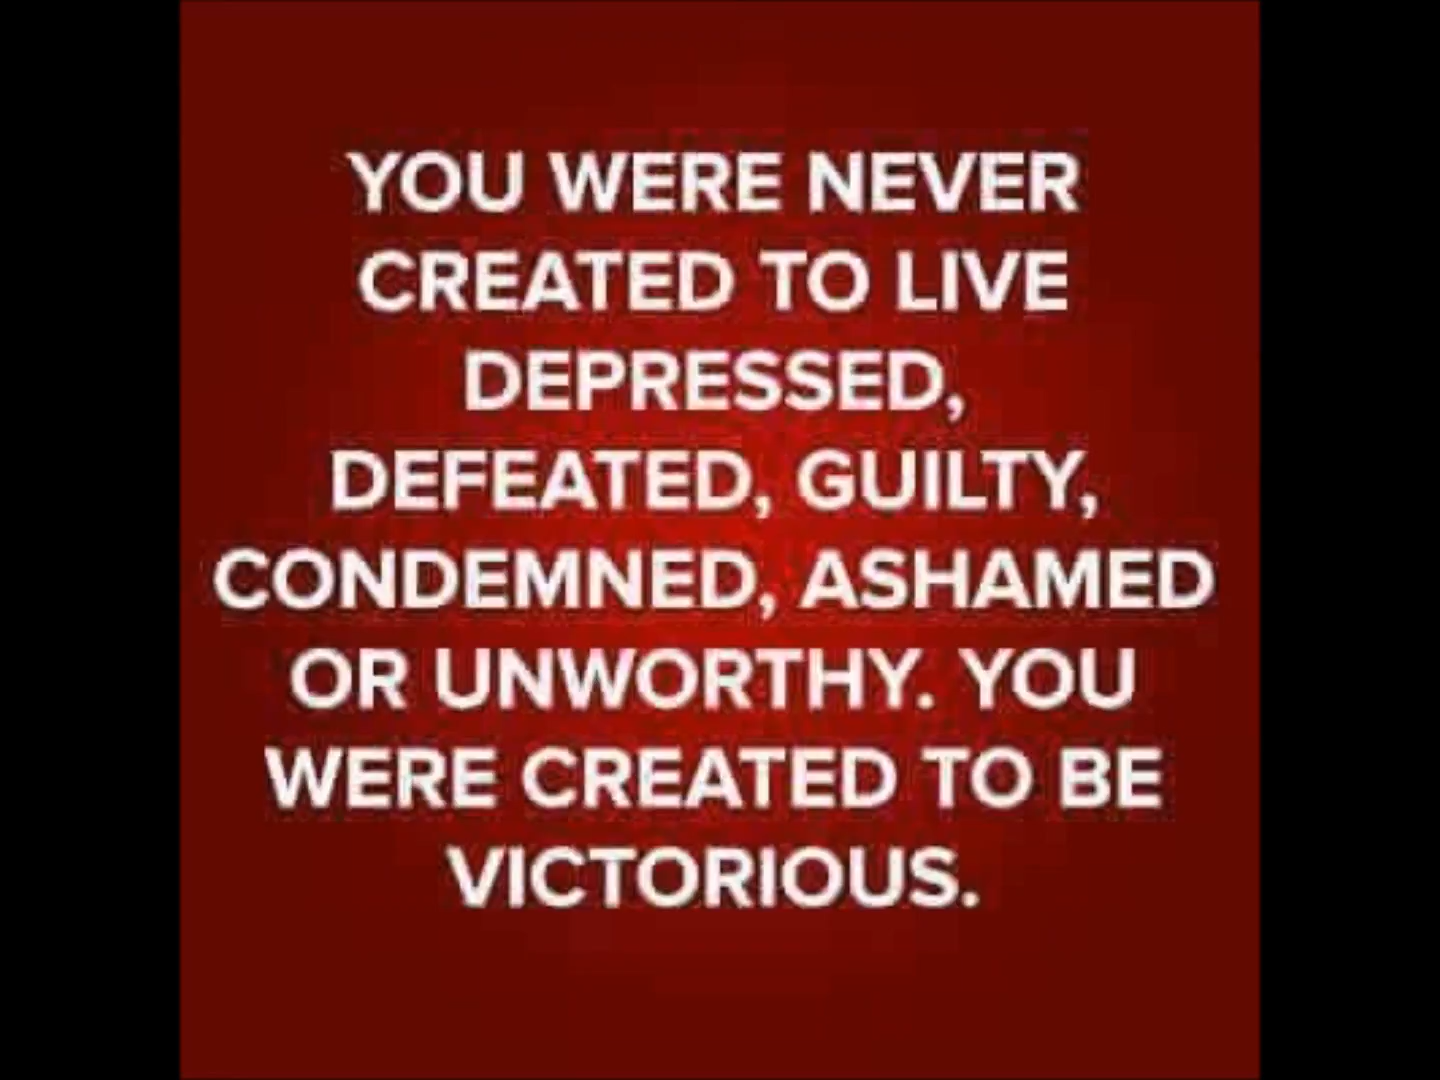 YOU WERE NEVER
CREATED TO LIVE
DEPRESSED,
DEFEATED, GUILTY,
CONDEMNED, ASHAMED
OR UNWORTHY. YOU
WERE CREATED TO BE
VICTORIOUS.